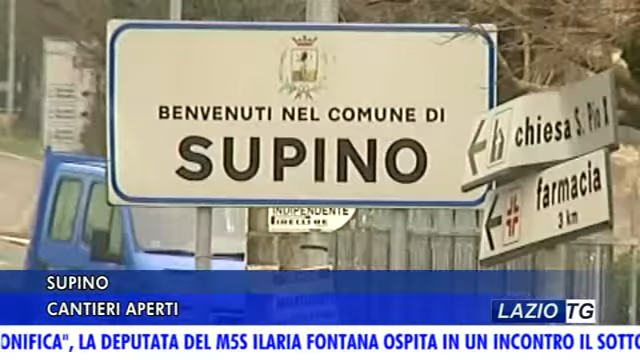 BENVENUTI NEL COMUNE DI
SUPINO
chiesa S. Pio X
farmacia
3 km
INDIPENDENTE
SUPINO
CANTIERI APERTI
LAZIO TG
ONIFICA", LA DEPUTATA DEL M5S ILARIA FONTANA OSPITA IN UN INCONTRO IL SOTTO